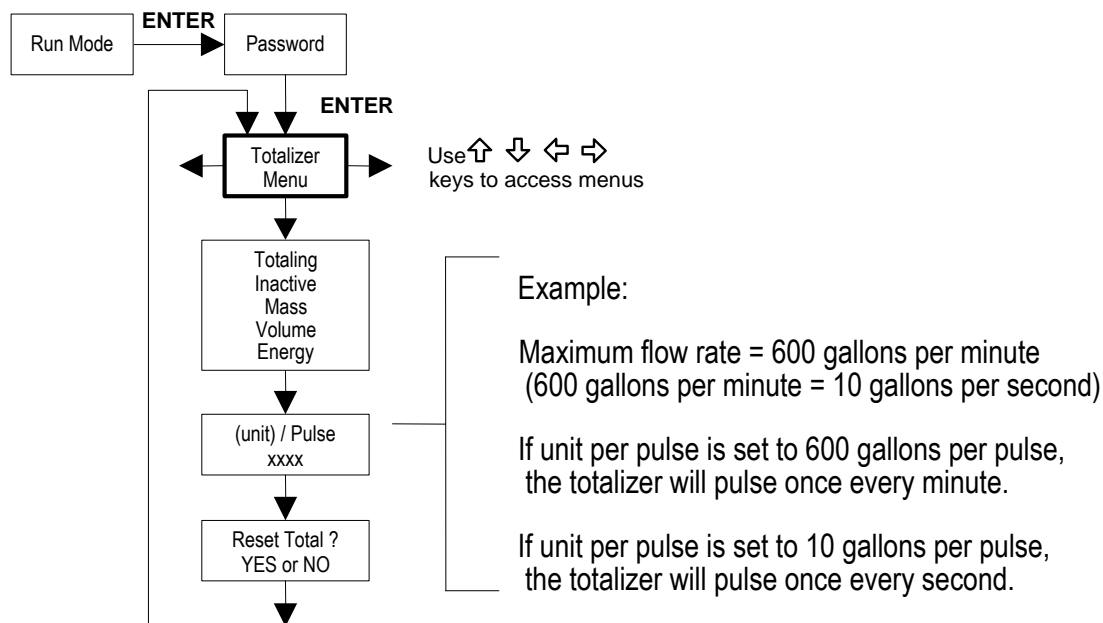 Run Mode
ENTER
Password
ENTER
Totalizer
Menu
Use ⇧ ⇩ ⇦ ⇨
keys to access menus
Totaling
Inactive
Mass
Volume
Energy
(unit) / Pulse
xxxx
Reset Total ?
YES or NO
Example:
Maximum flow rate = 600 gallons per minute
(600 gallons per minute = 10 gallons per second)
If unit per pulse is set to 600 gallons per pulse,
the totalizer will pulse once every minute.
If unit per pulse is set to 10 gallons per pulse,
the totalizer will pulse once every second.